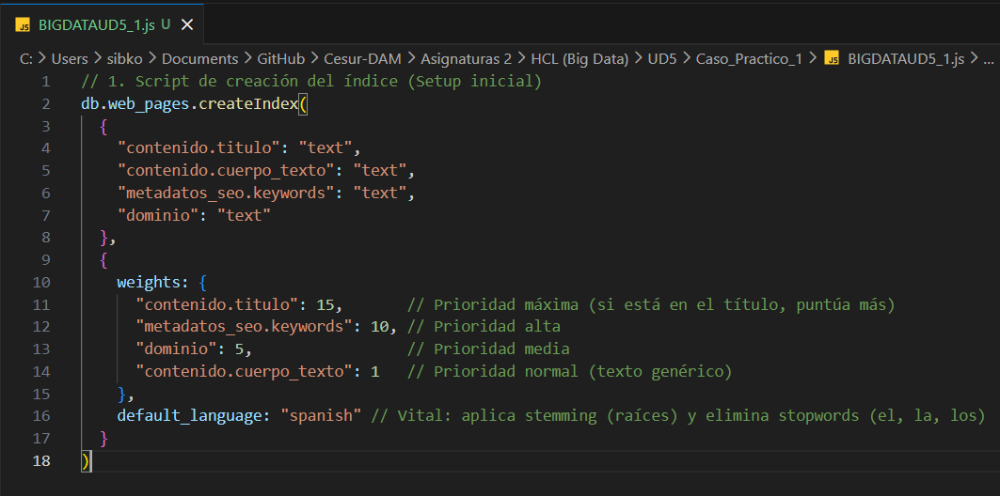 JS BIGDATAUD5_1.js U ×
C: > Users > sibko > Documents > GitHub > Cesur-DAM > Asignaturas 2 > HCL (Big Data) > UD5 > Caso_Practico_1 > JS BIGDATAUD5_1.js > ...
1 // 1. Script de creación del índice (Setup inicial)
2 db.web_pages.createIndex(
3 {
4 "contenido.titulo": "text",
5 "contenido.cuerpo_texto": "text",
6 "metadatos_seo.keywords": "text",
7 "dominio": "text"
8 },
9 {
10 weights: {
11 "contenido.titulo": 15, // Prioridad máxima (si está en el título, puntúa más)
12 "metadatos_seo.keywords": 10, // Prioridad alta
13 "dominio": 5, // Prioridad media
14 "contenido.cuerpo_texto": 1 // Prioridad normal (texto genérico)
15 },
16 default_language: "spanish" // Vital: aplica stemming (raíces) y elimina stopwords (el, la, los)
17 }
18 )